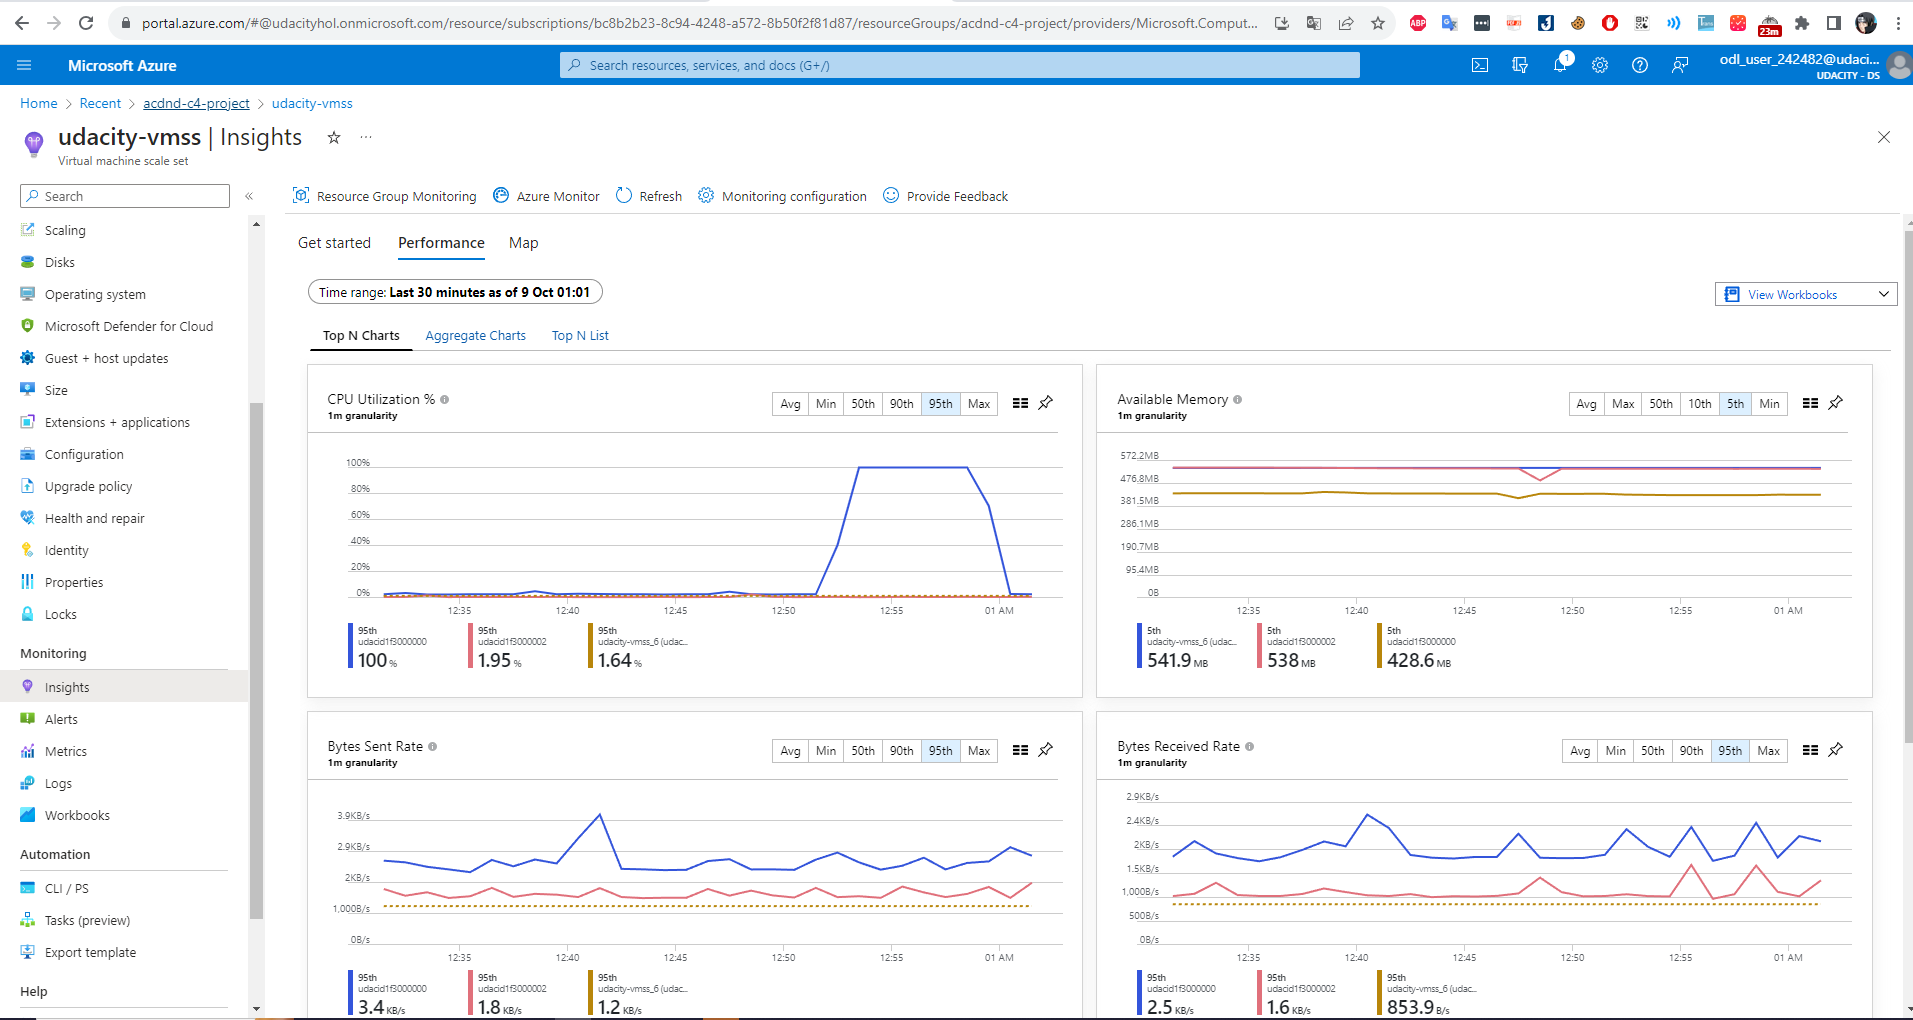 portal.azure.com/#@udacityhol.onmicrosoft.com/resource/subscriptions/bc8b2b23-8c94-4248-a572-8b50f2f81d87/resourceGroups/acdnd-c4-project/providers/Microsoft.Comput...
ABP
23m
Microsoft Azure
Search resources, services, and docs (G+/)
1
odl_user_242482@udaci...
UDACITY - DS
Home > Recent > acdnd-c4-project > udacity-vmss
udacity-vmss | Insights
Virtual machine scale set
Search
Scaling
Disks
Operating system
Microsoft Defender for Cloud
Guest + host updates
Size
Extensions + applications
Configuration
Upgrade policy
Health and repair
Identity
Properties
Locks
Monitoring
Insights
Alerts
Metrics
Logs
Workbooks
Automation
CLI / PS
Tasks (preview)
Export template
Help
Resource Group Monitoring Azure Monitor Refresh Monitoring configuration Provide Feedback
Get started Performance Map
Time range: Last 30 minutes as of 9 Oct 01:01
View Workbooks
Top N Charts Aggregate Charts Top N List
CPU Utilization %
1m granularity
Avg Min 50th 90th 95th Max
100%
80%
60%
40%
20%
0%
12:35 12:40 12:45 12:50 12:55 01 AM
95th
udacid1f3000000
100 %
95th
udacid1f3000002
1.95 %
95th
udacity-vmss_6 (udac...
1.64 %
Available Memory
1m granularity
Avg Max 50th 10th 5th Min
572.2MB
476.8MB
381.5MB
286.1MB
190.7MB
95.4MB
0B
12:35 12:40 12:45 12:50 12:55 01 AM
5th
udacity-vmss_6 (udac...
541.9 MB
5th
udacid1f3000002
538 MB
5th
udacid1f3000000
428.6 MB
Bytes Sent Rate
1m granularity
Avg Min 50th 90th 95th Max
3.9KB/s
2.9KB/s
2KB/s
1,000B/s
0B/s
12:35 12:40 12:45 12:50 12:55 01 AM
95th
udacid1f3000000
3.4 KB/s
95th
udacid1f3000002
1.8 KB/s
95th
udacity-vmss_6 (udac...
1.2 KB/s
Bytes Received Rate
1m granularity
Avg Min 50th 90th 95th Max
2.9KB/s
2.4KB/s
2KB/s
1.5KB/s
1,000B/s
500B/s
0B/s
12:35 12:40 12:45 12:50 12:55 01 AM
95th
udacid1f3000000
2.5 KB/s
95th
udacid1f3000002
1.6 KB/s
95th
udacity-vmss_6 (udac...
853.9 B/s